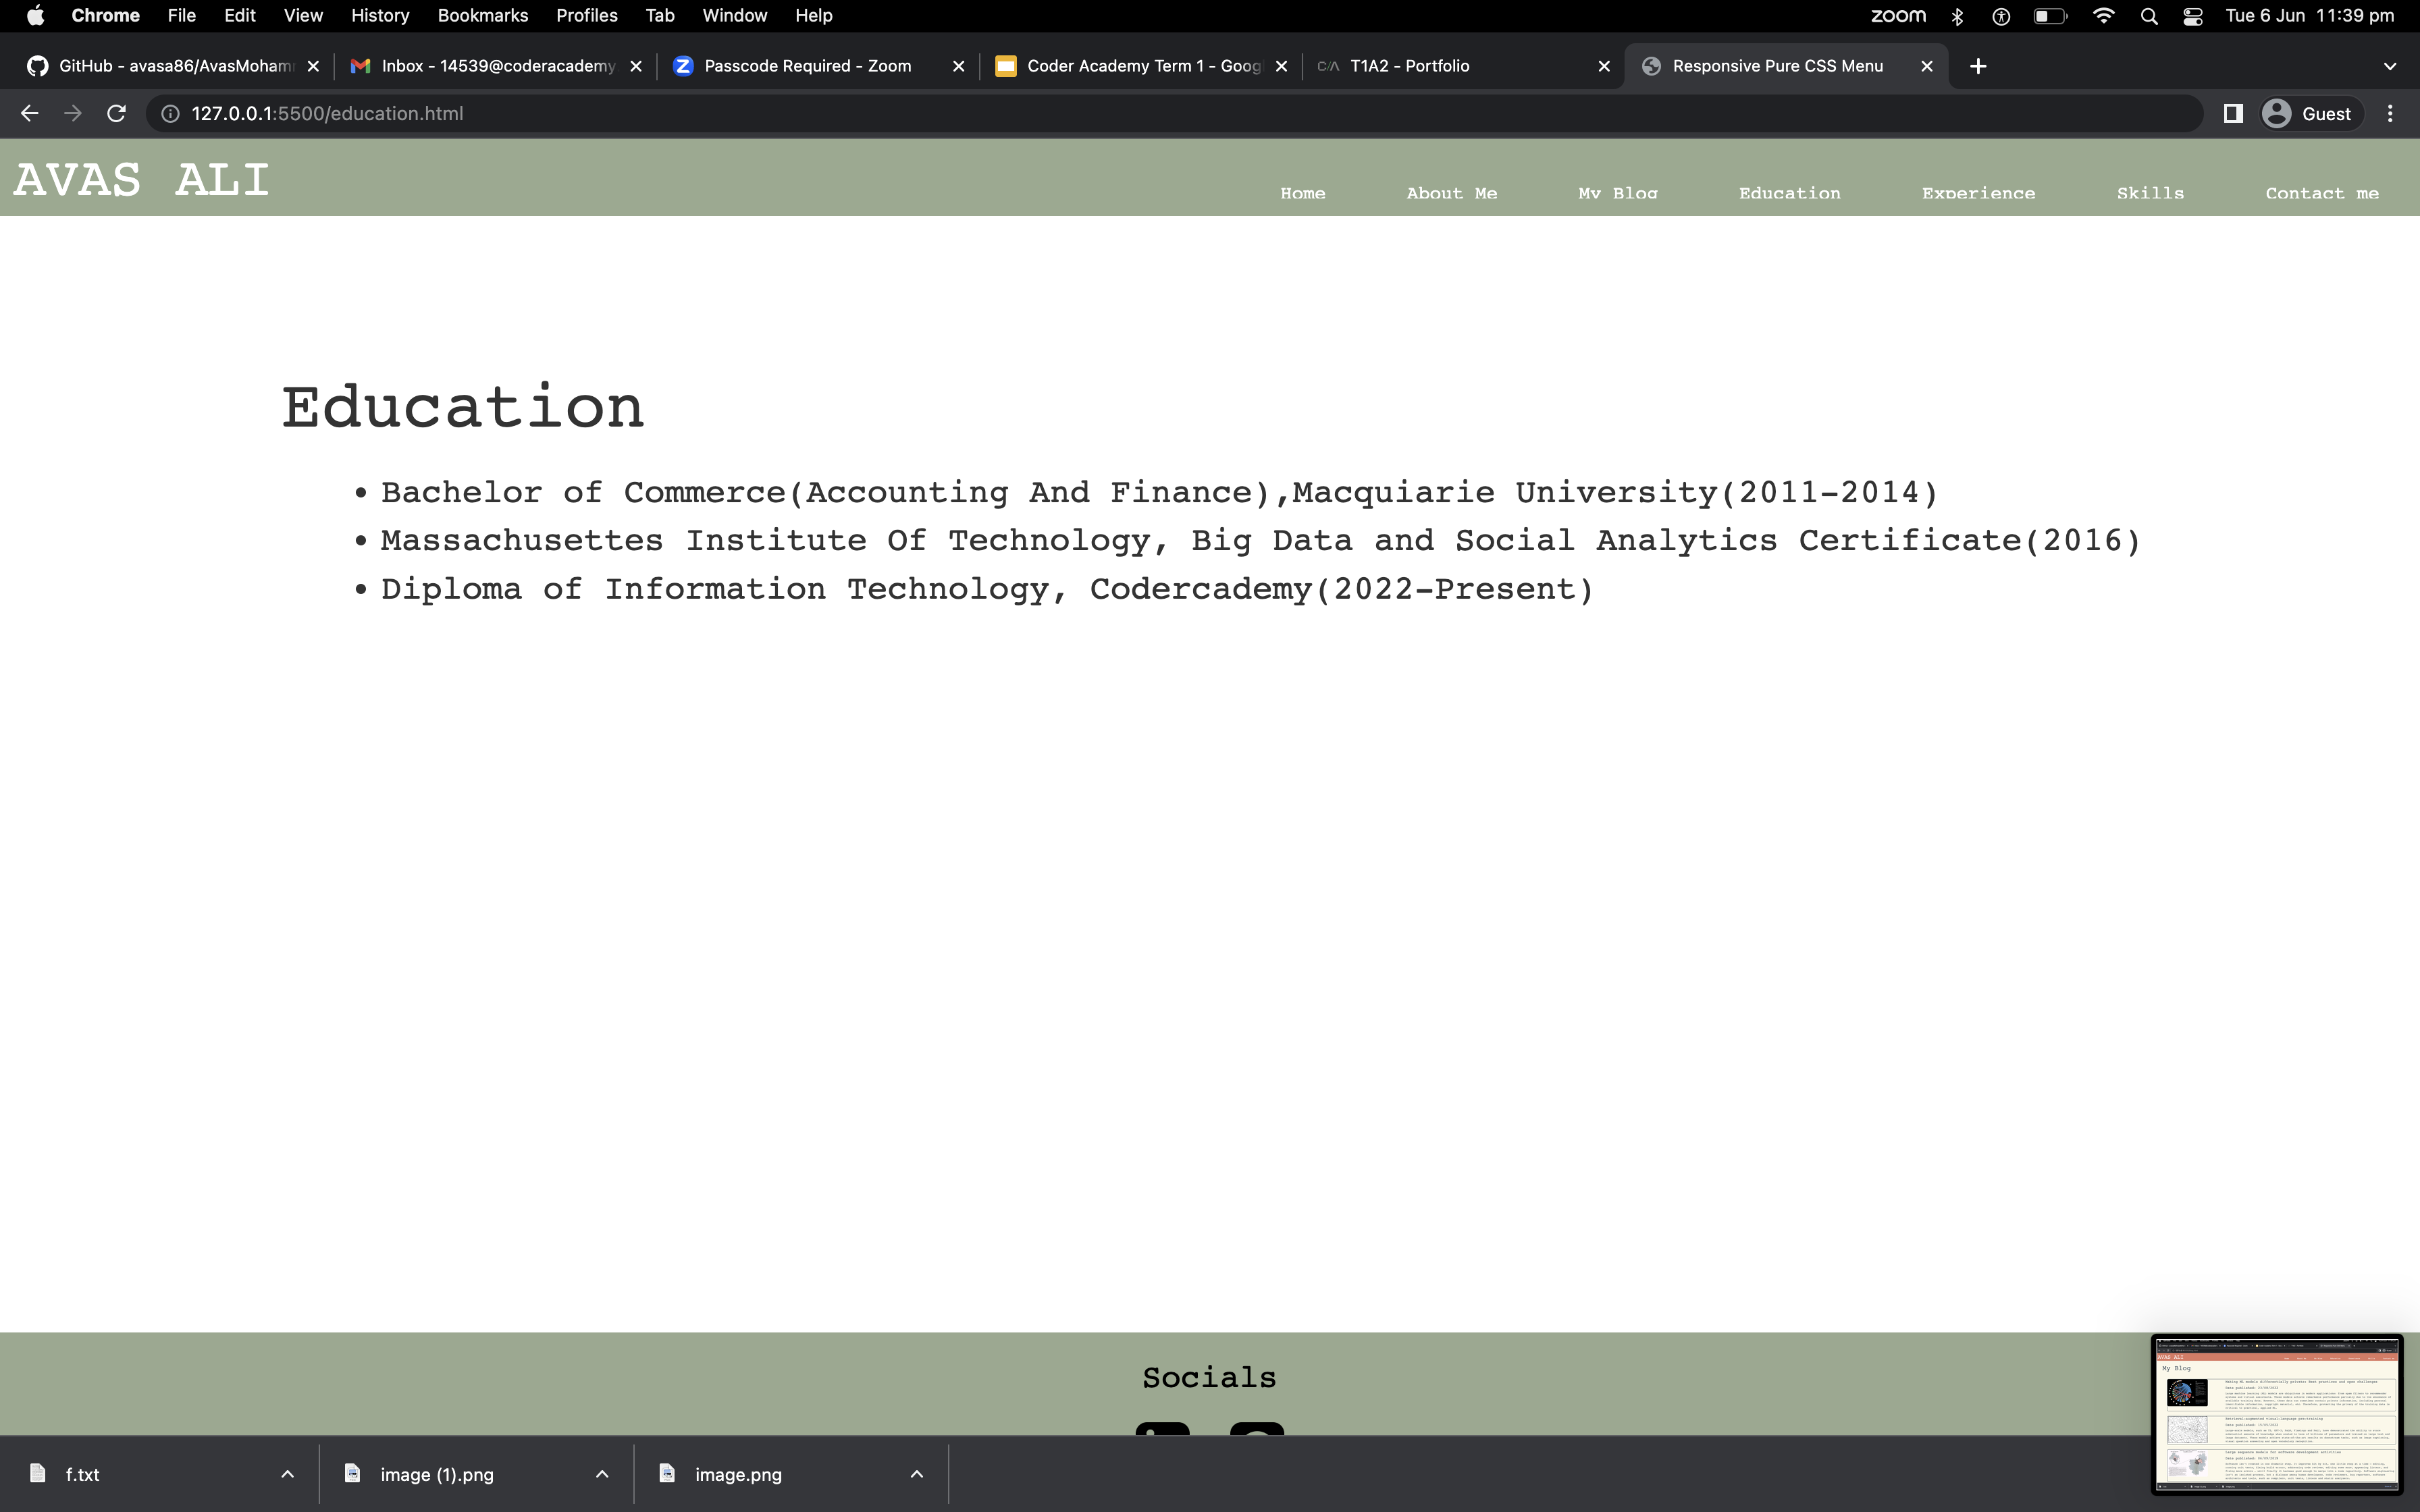 Chrome File Edit View History Bookmarks Profiles Tab Window Help zoom Tue 6 Jun 11:39 pm
GitHub - avasa86/AvasMoham Inbox - 14539@coderacademy Passcode Required - Zoom Coder Academy Term 1 - Goog C/Λ T1A2 - Portfolio Responsive Pure CSS Menu
127.0.0.1:5500/education.html Guest
AVAS ALI Home About Me My Blog Education Experience Skills Contact me
Education
• Bachelor of Commerce(Accounting And Finance),Macquiarie University(2011-2014)
• Massachusettes Institute Of Technology, Big Data and Social Analytics Certificate(2016)
• Diploma of Information Technology, Codercademy(2022-Present)
Socials
AVAS ALI
My Blog
f.txt image (1).png image.png